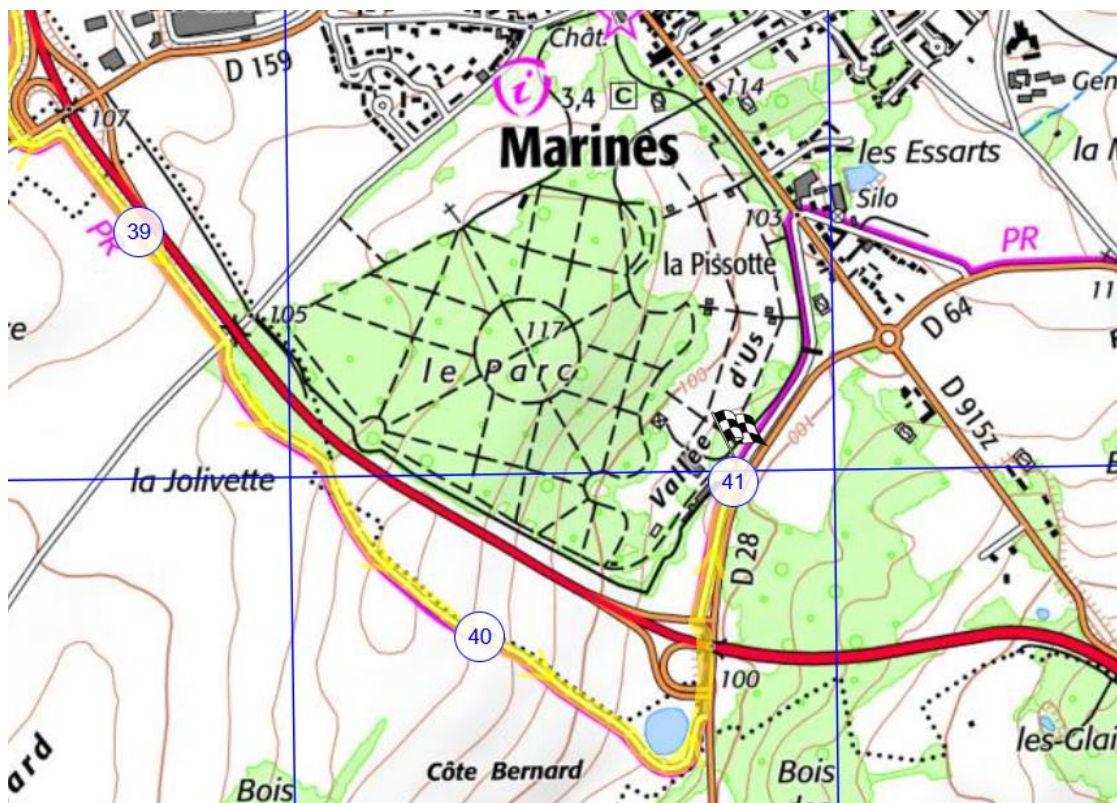 Chât.
D 159
3,4 C
i
114
107
Marines
les Essarts
Silo
39
PR
103
PR
la Pissotte
105
117
D 64
le Parc
100
Vallée d'Us
D 915z
100
la Jolivette
41
D 28
40
100
les-Glai
Côte Bernard
Bois
Bois
ard
Gen
la
11